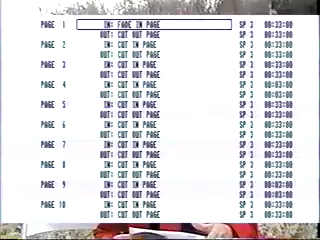 PAGE 1 IN: FADE IN PAGE SP 3 00:33:00
OUT: CUT OUT PAGE SP 3 00:33:00
PAGE 2 IN: CUT IN PAGE SP 3 00:33:00
OUT: CUT OUT PAGE SP 3 00:33:00
PAGE 3 IN: CUT IN PAGE SP 3 00:33:00
OUT: CUT OUT PAGE SP 3 00:33:00
PAGE 4 IN: CUT IN PAGE SP 3 00:03:00
OUT: CUT OUT PAGE SP 3 00:33:00
PAGE 5 IN: CUT IN PAGE SP 3 00:33:00
OUT: CUT OUT PAGE SP 3 00:33:00
PAGE 6 IN: CUT IN PAGE SP 3 00:33:00
OUT: CUT OUT PAGE SP 3 00:33:00
PAGE 7 IN: CUT IN PAGE SP 3 00:33:00
OUT: CUT OUT PAGE SP 3 00:33:00
PAGE 8 IN: CUT IN PAGE SP 3 00:33:00
OUT: CUT OUT PAGE SP 3 00:33:00
PAGE 9 IN: CUT IN PAGE SP 3 00:03:00
OUT: CUT OUT PAGE SP 3 00:33:00
PAGE 10 IN: CUT IN PAGE SP 3 00:33:00
OUT: CUT OUT PAGE SP 3 00:33:00